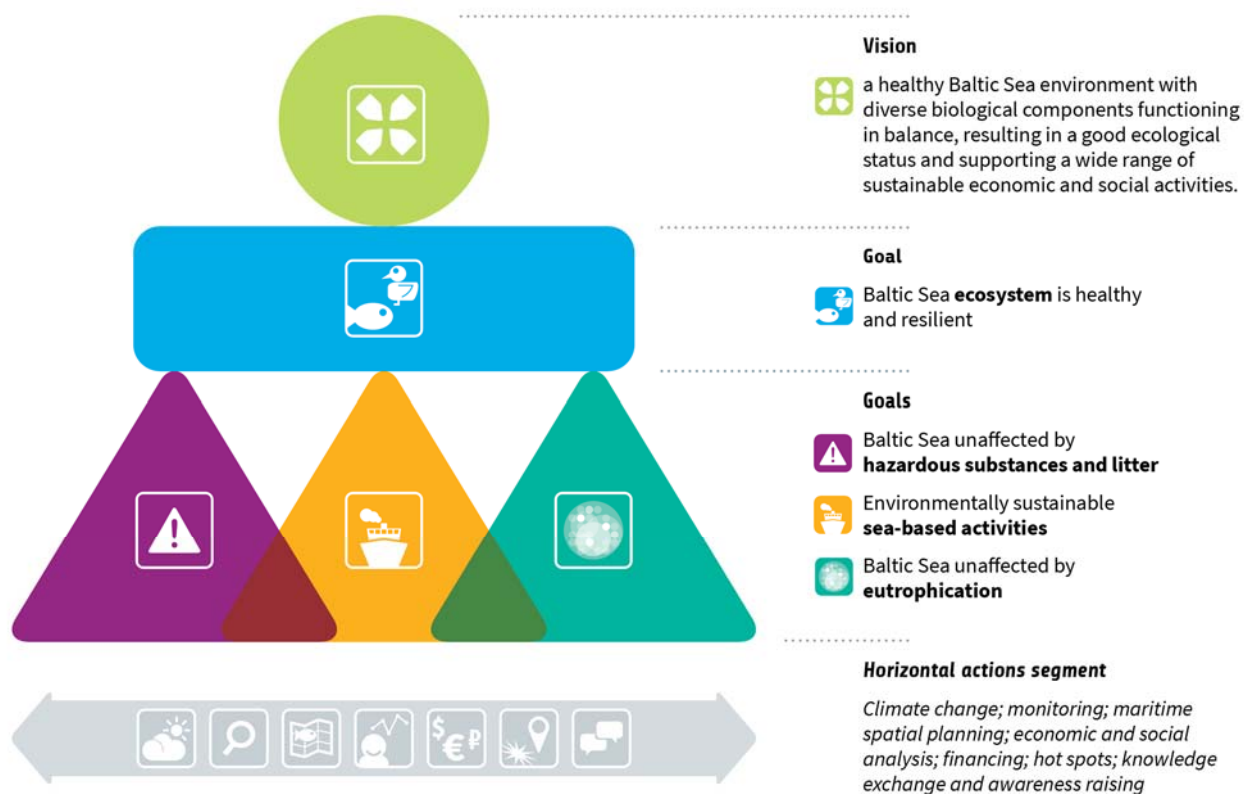 Vision
a healthy Baltic Sea environment with
diverse biological components functioning
in balance, resulting in a good ecological
status and supporting a wide range of
sustainable economic and social activities.
Goal
Baltic Sea ecosystem is healthy
and resilient
Goals
Baltic Sea unaffected by
hazardous substances and litter
Environmentally sustainable
sea-based activities
Baltic Sea unaffected by
eutrophication
Horizontal actions segment
Climate change; monitoring; maritime
spatial planning; economic and social
analysis; financing; hot spots; knowledge
exchange and awareness raising
$ € ₽